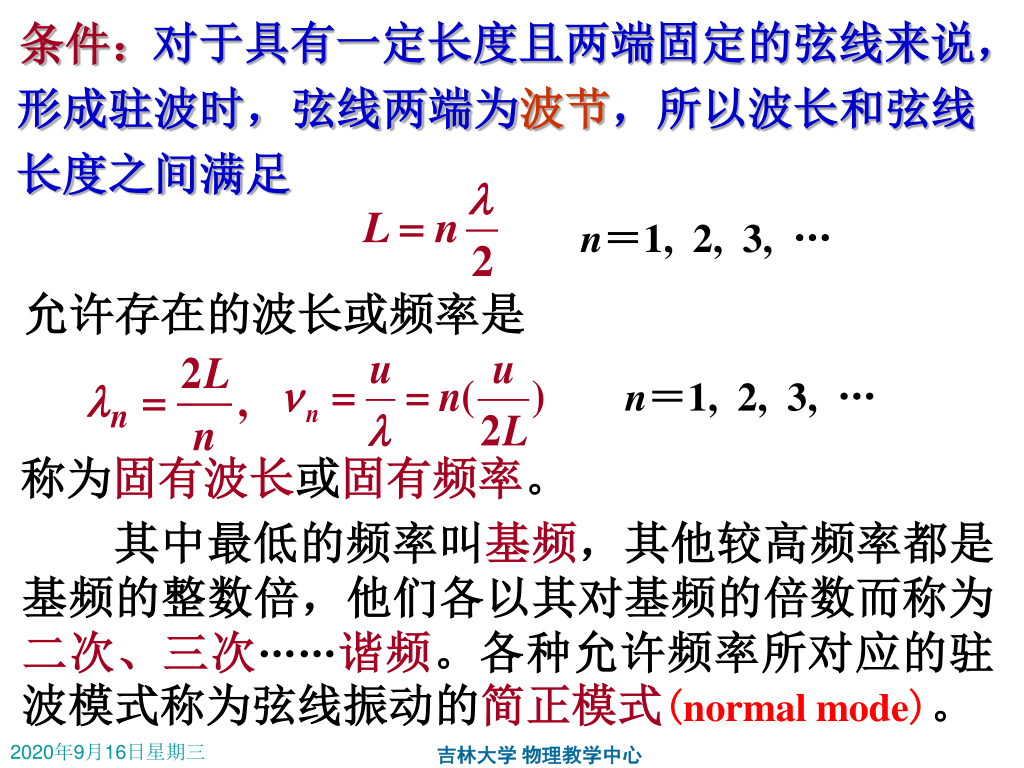 条件：对于具有一定长度且两端固定的弦线来说，
形成驻波时，弦线两端为波节，所以波长和弦线
长度之间满足
L = n λ/2    n＝1, 2, 3, …
允许存在的波长或频率是
λₙ = 2L/n , νₙ = u/λ = n(u/2L)    n＝1, 2, 3, …
称为固有波长或固有频率。
其中最低的频率叫基频，其他较高频率都是
基频的整数倍，他们各以其对基频的倍数而称为
二次、三次……谐频。各种允许频率所对应的驻
波模式称为弦线振动的简正模式(normal mode)。
2020年9月16日星期三    吉林大学 物理教学中心